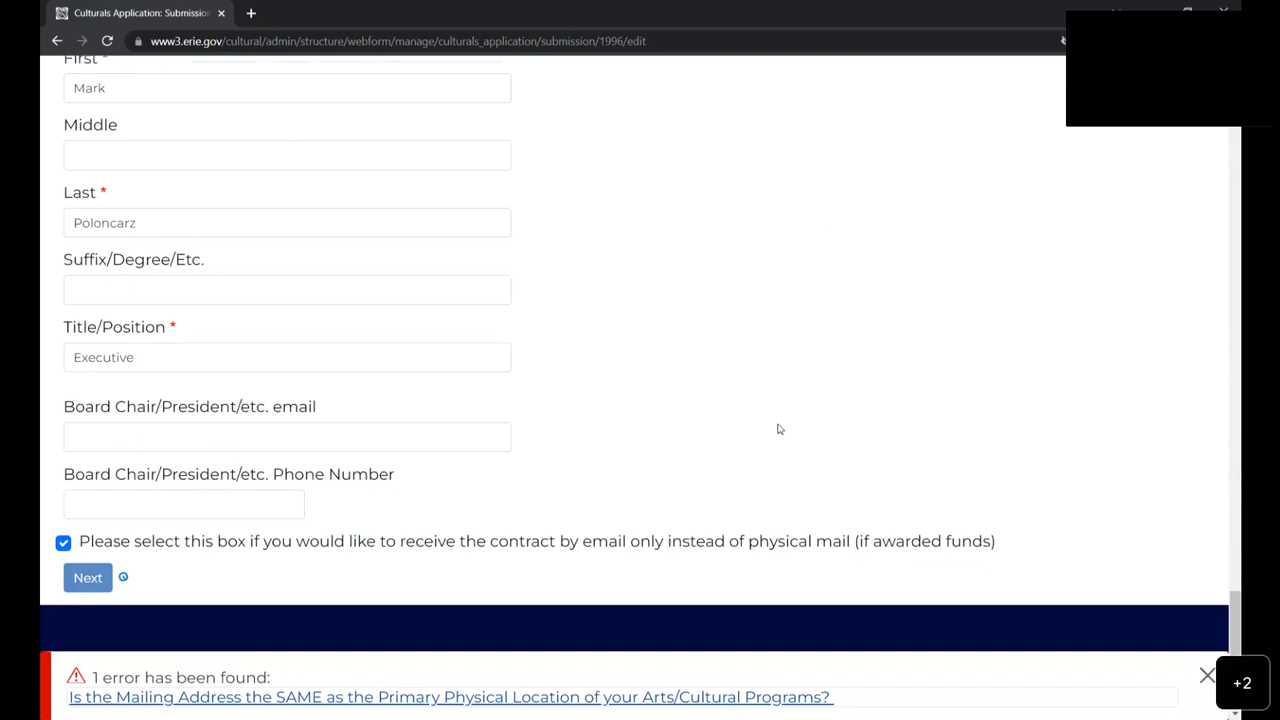 Culturals Application: Submission
www3.erie.gov/cultural/admin/structure/webform/manage/culturals_application/submission/1996/edit
First *
Mark
Middle
Last *
Poloncarz
Suffix/Degree/Etc.
Title/Position *
Executive
Board Chair/President/etc. email
Board Chair/President/etc. Phone Number
Please select this box if you would like to receive the contract by email only instead of physical mail (if awarded funds)
Next
1 error has been found:
Is the Mailing Address the SAME as the Primary Physical Location of your Arts/Cultural Programs?
+2